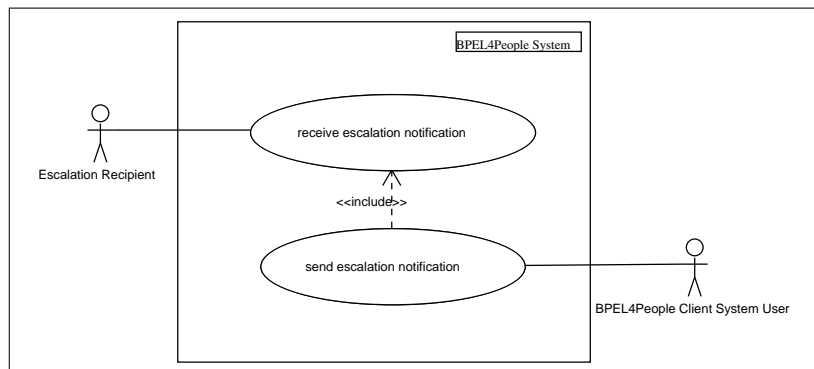 BPEL4People System
receive escalation notification
Escalation Recipient
<<include>>
send escalation notification
BPEL4People Client System User